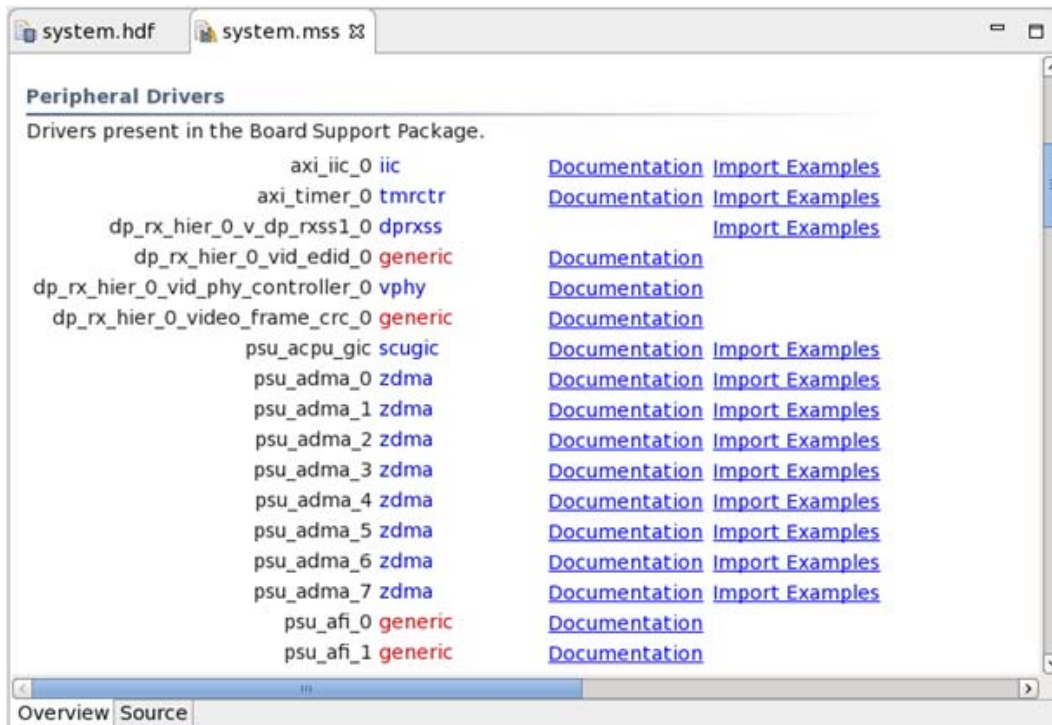 system.hdf system.mss
Peripheral Drivers
Drivers present in the Board Support Package.
axi_iic_0 iic Documentation Import Examples
axi_timer_0 tmrctr Documentation Import Examples
dp_rx_hier_0_v_dp_rxss1_0 dprxss Import Examples
dp_rx_hier_0_vid_edid_0 generic Documentation
dp_rx_hier_0_vid_phy_controller_0 vphy Documentation
dp_rx_hier_0_video_frame_crc_0 generic Documentation
psu_acpu_gic scugic Documentation Import Examples
psu_adma_0 zdma Documentation Import Examples
psu_adma_1 zdma Documentation Import Examples
psu_adma_2 zdma Documentation Import Examples
psu_adma_3 zdma Documentation Import Examples
psu_adma_4 zdma Documentation Import Examples
psu_adma_5 zdma Documentation Import Examples
psu_adma_6 zdma Documentation Import Examples
psu_adma_7 zdma Documentation Import Examples
psu_afi_0 generic Documentation
psu_afi_1 generic Documentation
Overview Source